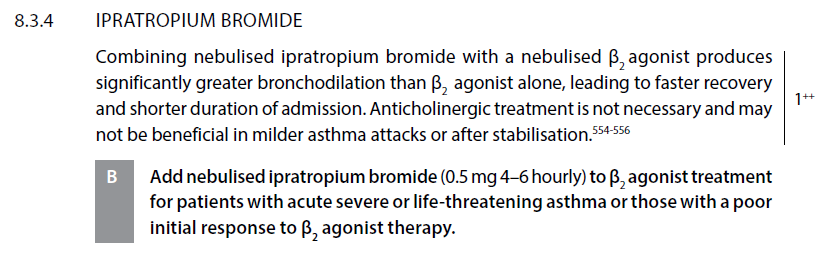 8.3.4 IPRATROPIUM BROMIDE
Combining nebulised ipratropium bromide with a nebulised β₂ agonist produces
significantly greater bronchodilation than β₂ agonist alone, leading to faster recovery
and shorter duration of admission. Anticholinergic treatment is not necessary and may
not be beneficial in milder asthma attacks or after stabilisation.⁵⁵⁴⁻⁵⁵⁶
1⁺⁺
B Add nebulised ipratropium bromide (0.5 mg 4–6 hourly) to β₂ agonist treatment
for patients with acute severe or life-threatening asthma or those with a poor
initial response to β₂ agonist therapy.